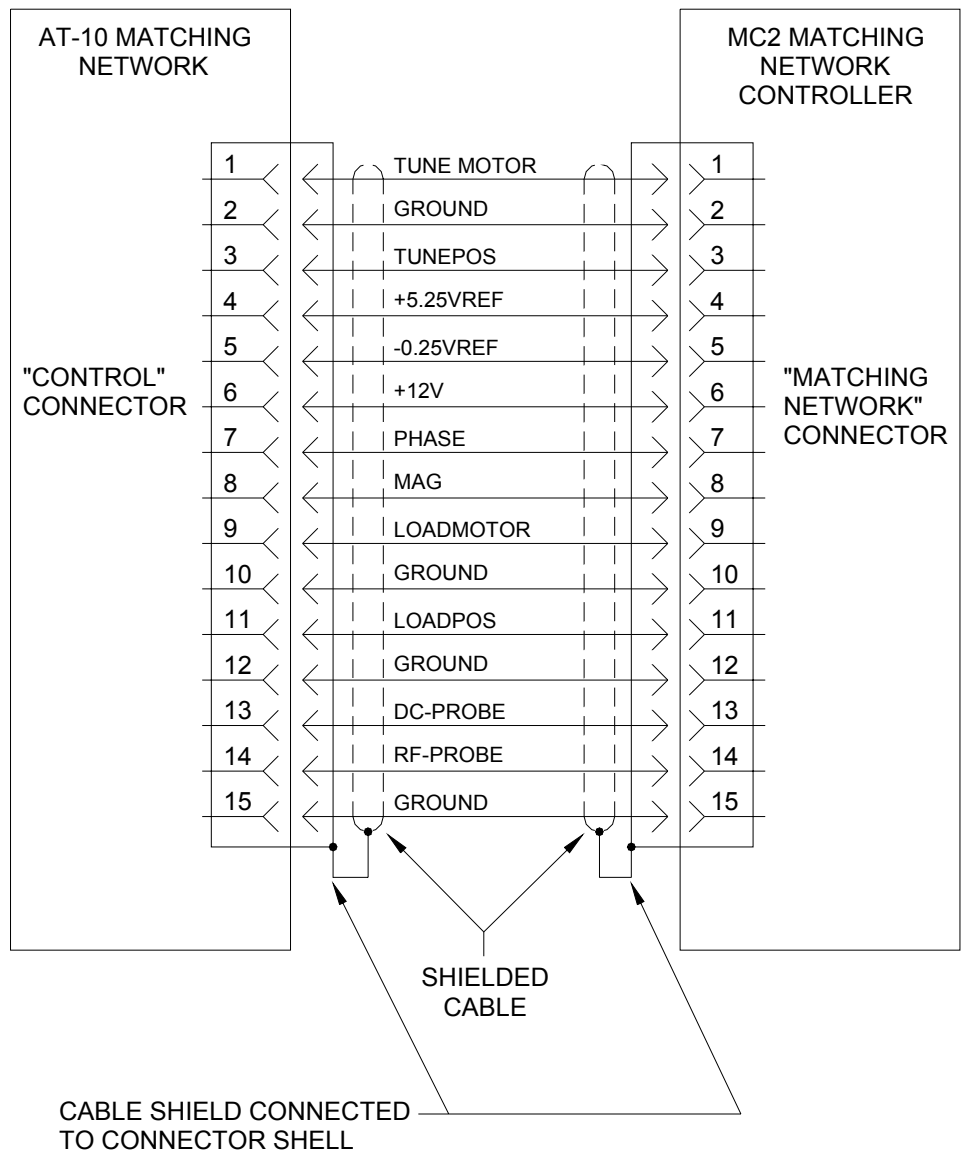 AT-10 MATCHING
NETWORK
MC2 MATCHING
NETWORK
CONTROLLER
1 TUNE MOTOR 1
2 GROUND 2
3 TUNEPOS 3
4 +5.25VREF 4
5 -0.25VREF 5
"CONTROL"
CONNECTOR
6 +12V 6
"MATCHING
NETWORK"
CONNECTOR
7 PHASE 7
8 MAG 8
9 LOADMOTOR 9
10 GROUND 10
11 LOADPOS 11
12 GROUND 12
13 DC-PROBE 13
14 RF-PROBE 14
15 GROUND 15
SHIELDED
CABLE
CABLE SHIELD CONNECTED
TO CONNECTOR SHELL